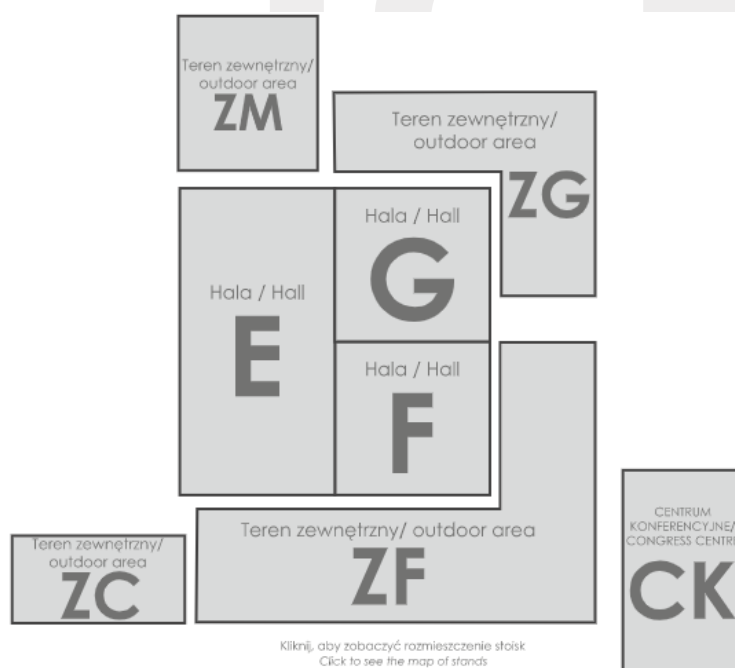 Teren zewnętrzny/
outdoor area
ZM
Teren zewnętrzny/
outdoor area
ZG
Hala / Hall
G
Hala / Hall
E
Hala / Hall
F
Teren zewnętrzny/ outdoor area
ZF
Teren zewnętrzny/
outdoor area
ZC
CENTRUM
KONFERENCYJNE/
CONGRESS CENTR
CK
Kliknij, aby zobaczyć rozmieszczenie stoisk
Click to see the map of stands